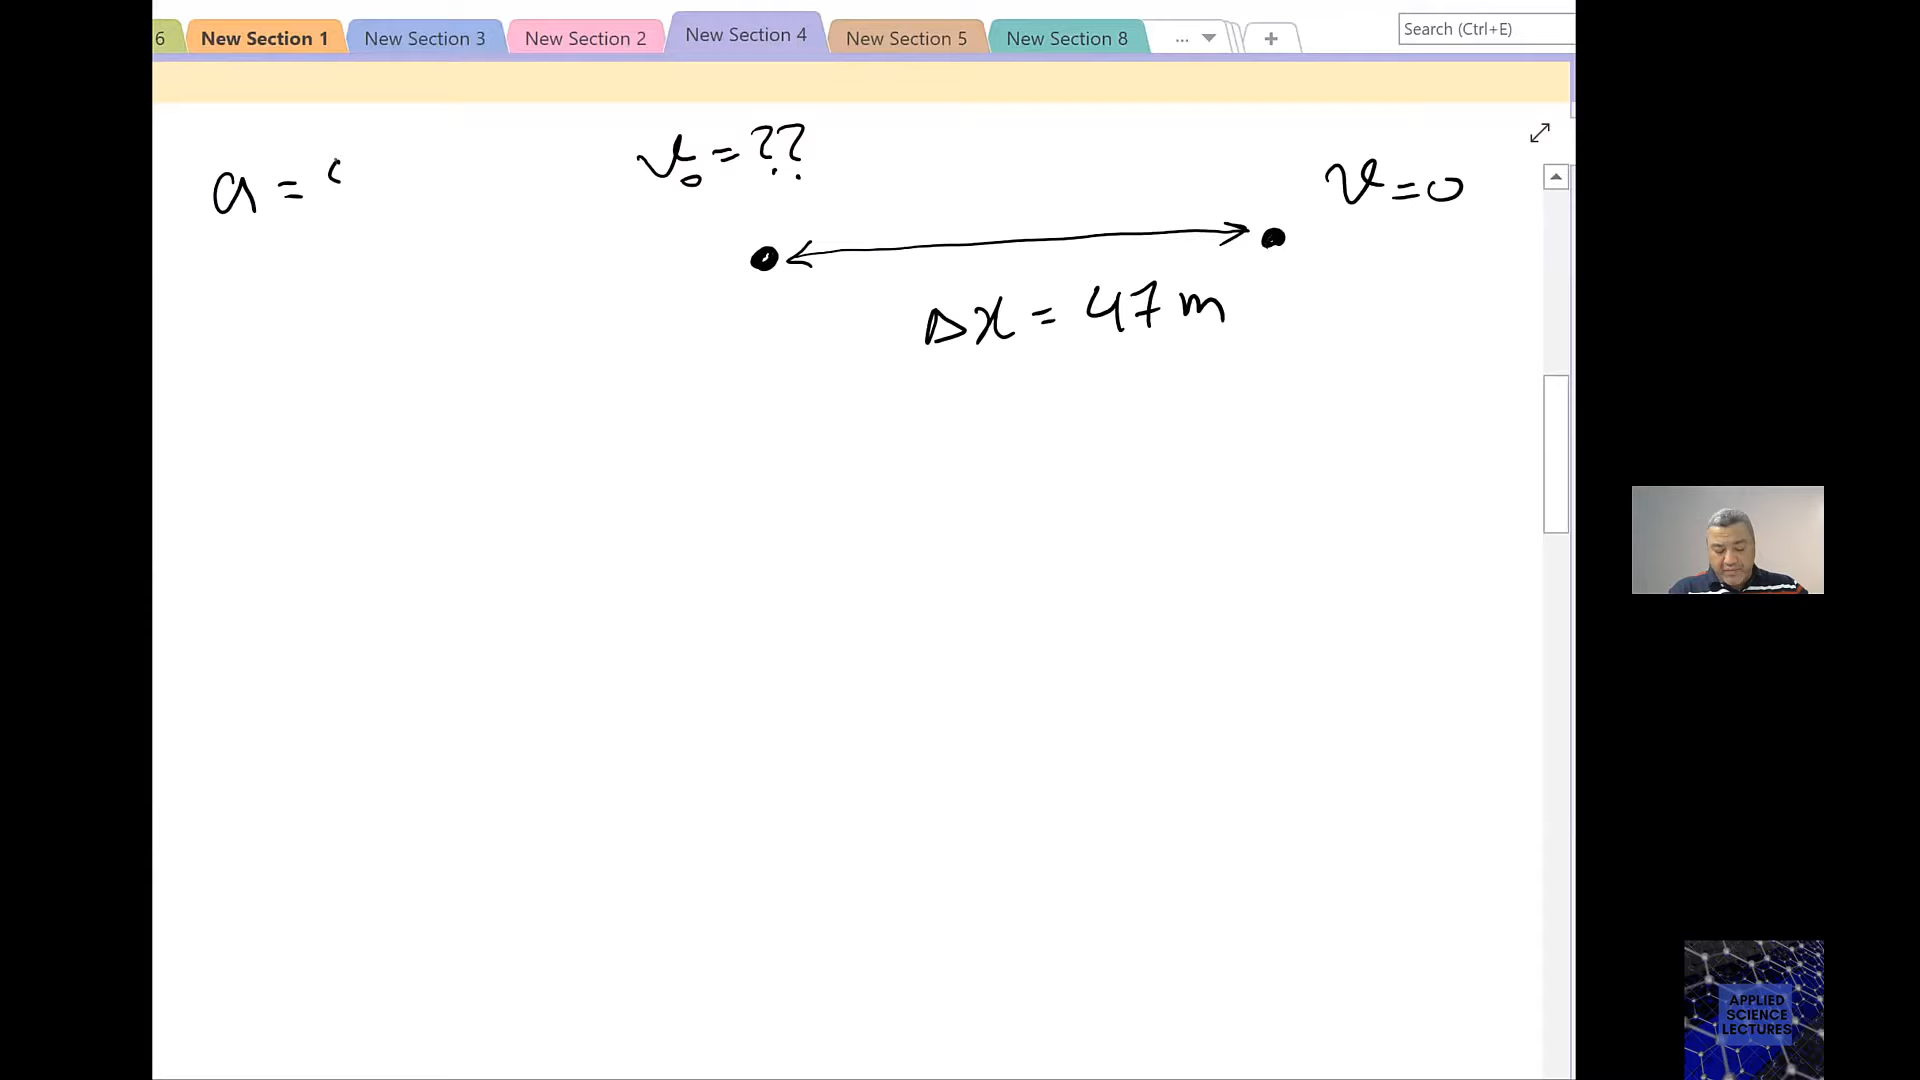 6 New Section 1 New Section 3 New Section 2 New Section 4 New Section 5 New Section 8 ... + Search (Ctrl+E)
v₀ = ??
a =
v = 0
Δx = 47 m
APPLIED
SCIENCE
LECTURES